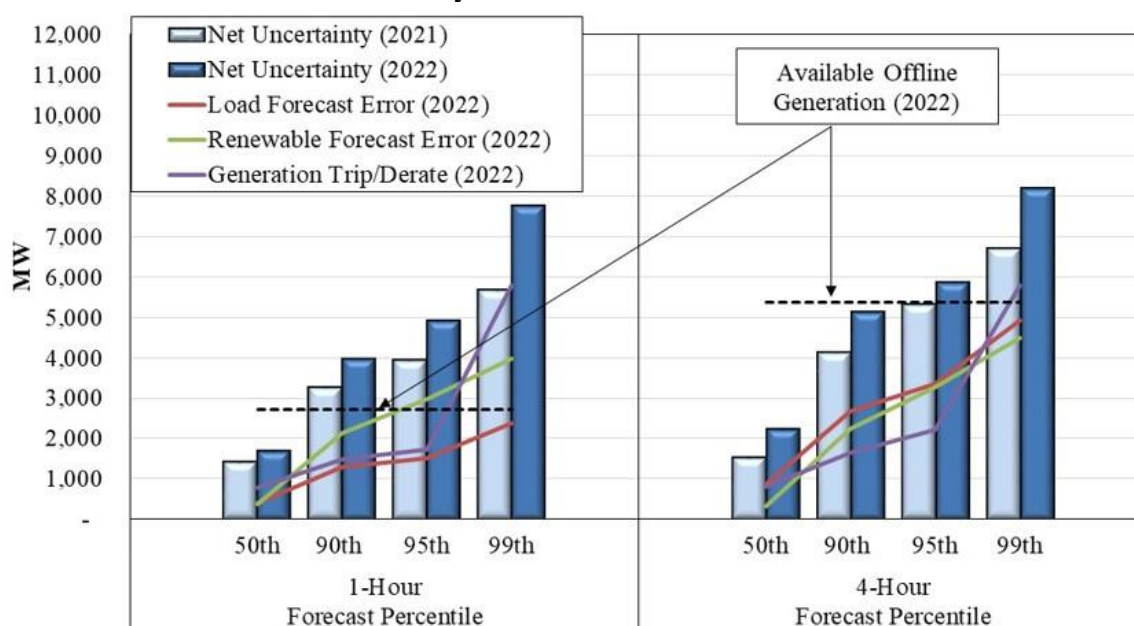 12,000
11,000
10,000
9,000
8,000
7,000
6,000
5,000
4,000
3,000
2,000
1,000
-
MW
Net Uncertainty (2021)
Net Uncertainty (2022)
Load Forecast Error (2022)
Renewable Forecast Error (2022)
Generation Trip/Derate (2022)
Available Offline
Generation (2022)
50th 90th 95th 99th
1-Hour
Forecast Percentile
50th 90th 95th 99th
4-Hour
Forecast Percentile